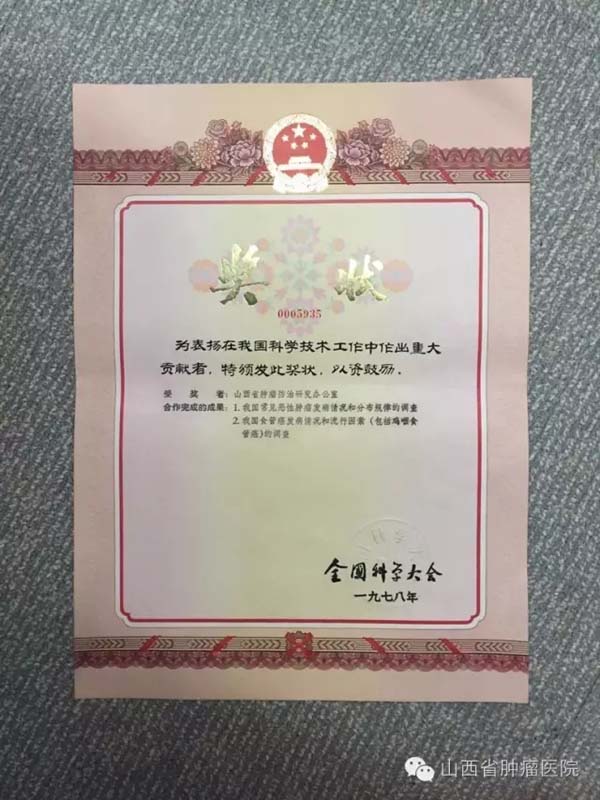 奖状
0005935
为表扬在我国科学技术工作中作出重大
贡献者,特颁发此奖状,以资鼓励。
受奖者:山西省肿瘤防治研究办公室
合作完成的成果:1.我国常见恶性肿瘤发病情况和分布规律的调查
2.我国食管癌发病情况和流行因素(包括鸡咽食
管癌)的调查
全国科学大会
一九七八年
山西省肿瘤医院